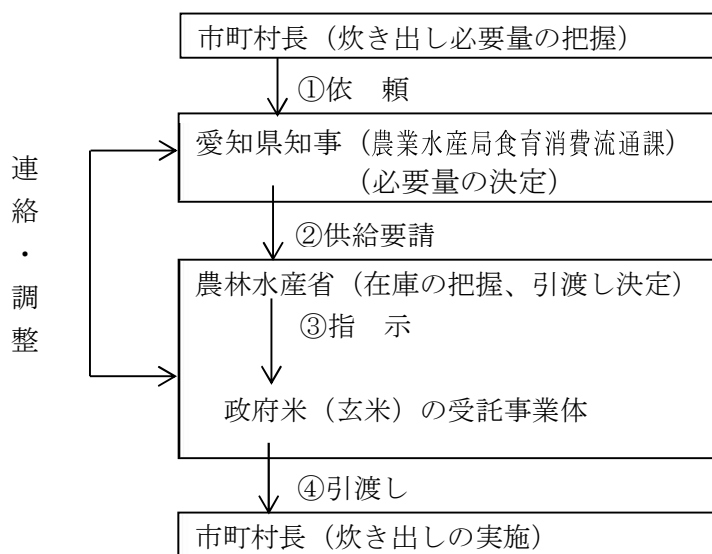 市町村長（炊き出し必要量の把握）
①依　頼
愛知県知事（農業水産局食育消費流通課）
（必要量の決定）
連絡・調整
②供給要請
農林水産省（在庫の把握、引渡し決定）
③指　示
政府米（玄米）の受託事業体
④引渡し
市町村長（炊き出しの実施）